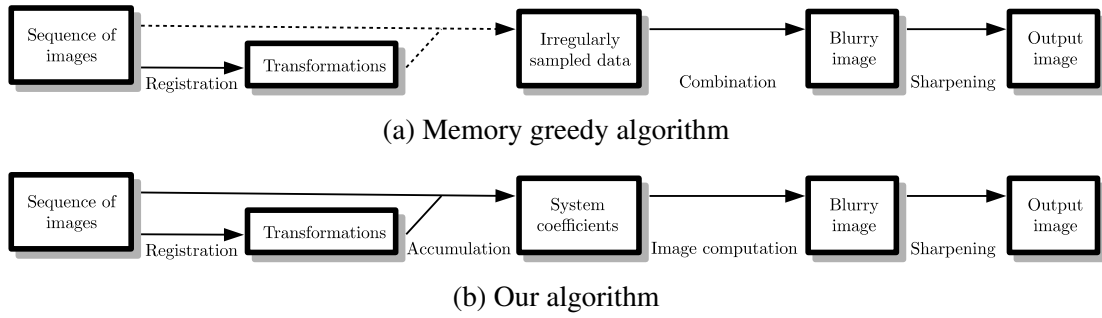 Sequence of
images
Registration
Transformations
Irregularly
sampled data
Combination
Blurry
image
Sharpening
Output
image
(a) Memory greedy algorithm
Sequence of
images
Registration
Transformations
Accumulation
System
coefficients
Image computation
Blurry
image
Sharpening
Output
image
(b) Our algorithm